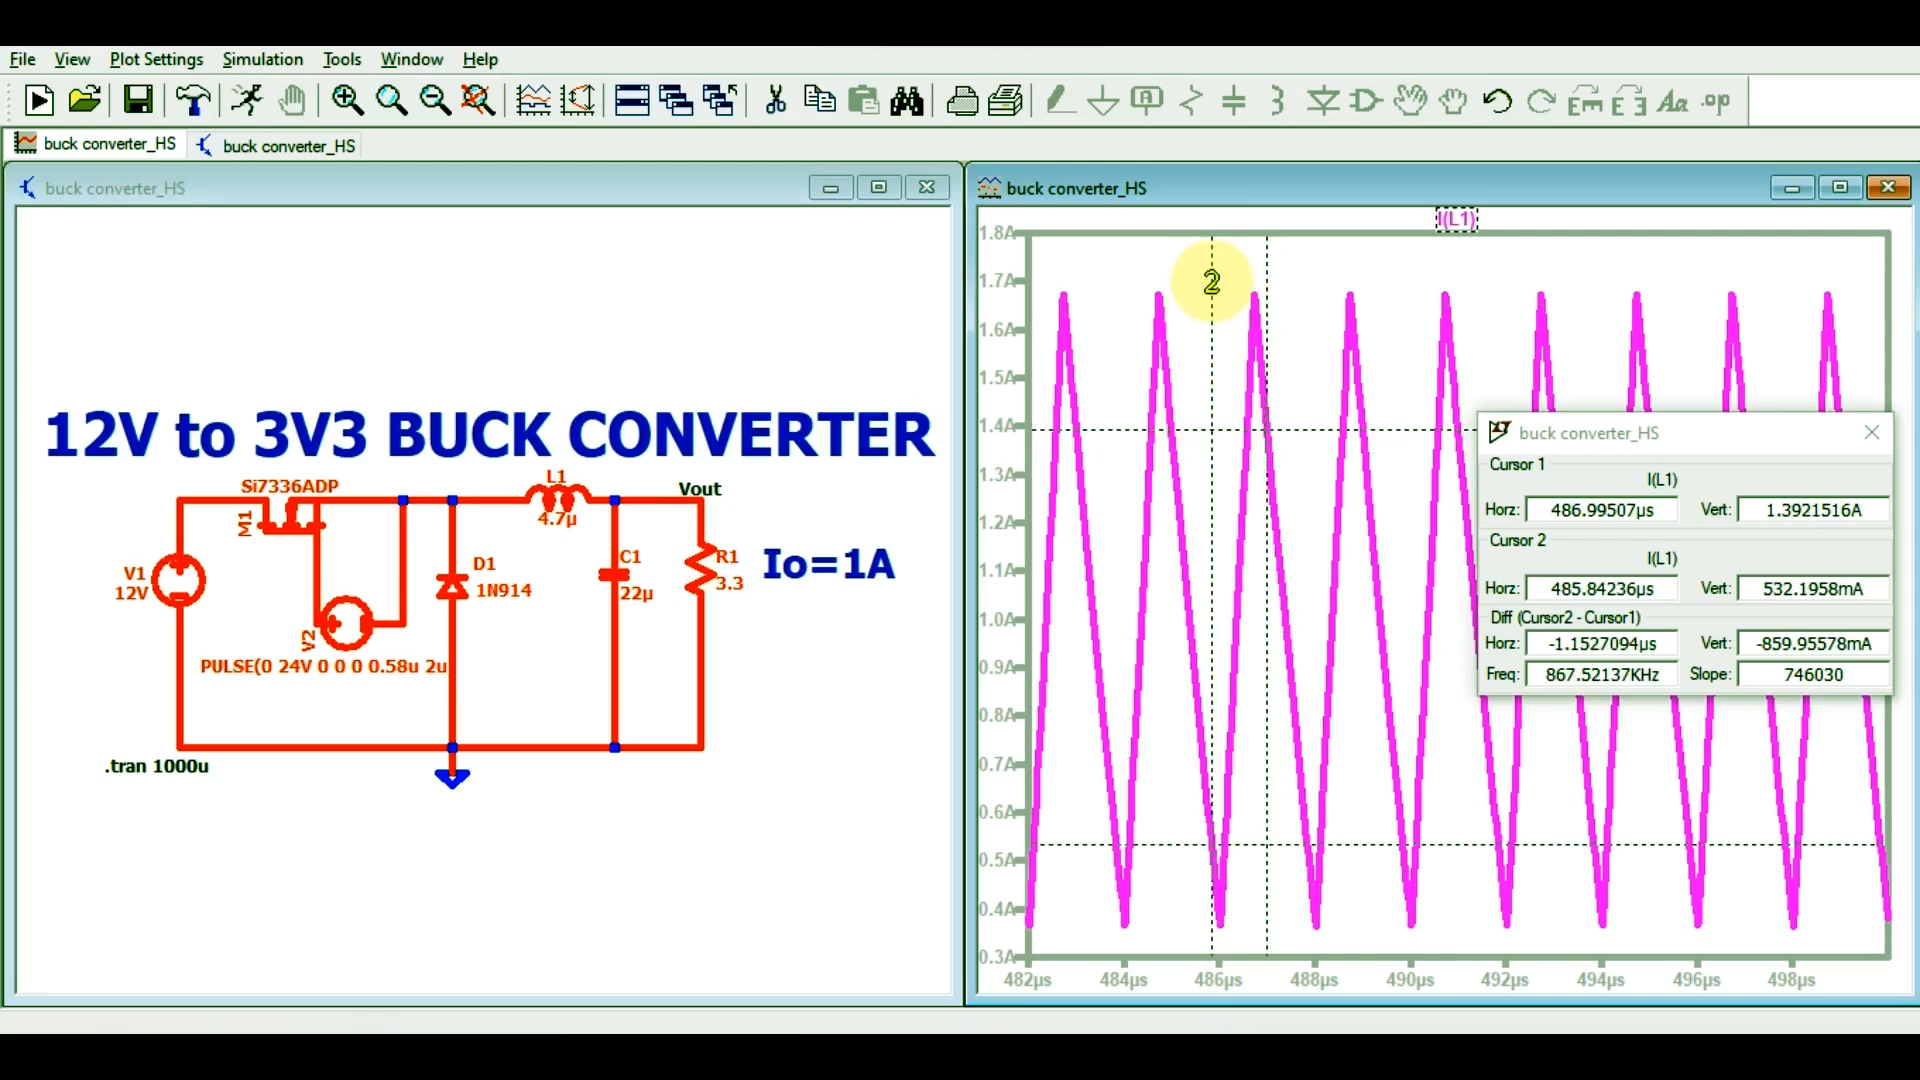 File View Plot Settings Simulation Tools Window Help
buck converter_HS buck converter_HS
buck converter_HS
12V to 3V3 BUCK CONVERTER
Si7336ADP
M1
L1
4.7µ
Vout
V1
12V
V2
PULSE(0 24V 0 0 0 0.58u 2u
D1
1N914
C1
22µ
R1
3.3
Io=1A
.tran 1000u
buck converter_HS
I(L1)
1.8A
1.7A
1.6A
1.5A
1.4A
1.3A
1.2A
1.1A
1.0A
0.9A
0.8A
0.7A
0.6A
0.5A
0.4A
0.3A
482µs 484µs 486µs 488µs 490µs 492µs 494µs 496µs 498µs
2
buck converter_HS
Cursor 1
I(L1)
Horz: 486.99507µs Vert: 1.3921516A
Cursor 2
I(L1)
Horz: 485.84236µs Vert: 532.1958mA
Diff (Cursor2 - Cursor1)
Horz: -1.1527094µs Vert: -859.95578mA
Freq: 867.52137KHz Slope: 746030